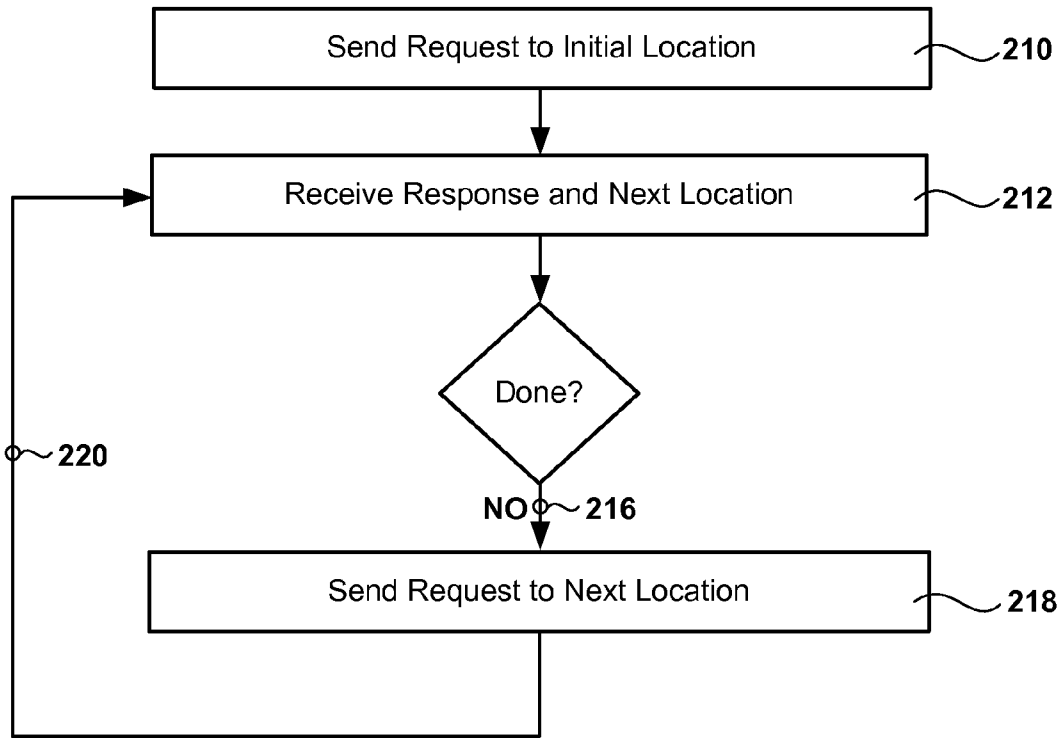 Send Request to Initial Location
210
Receive Response and Next Location
212
Done?
220
NO
216
Send Request to Next Location
218